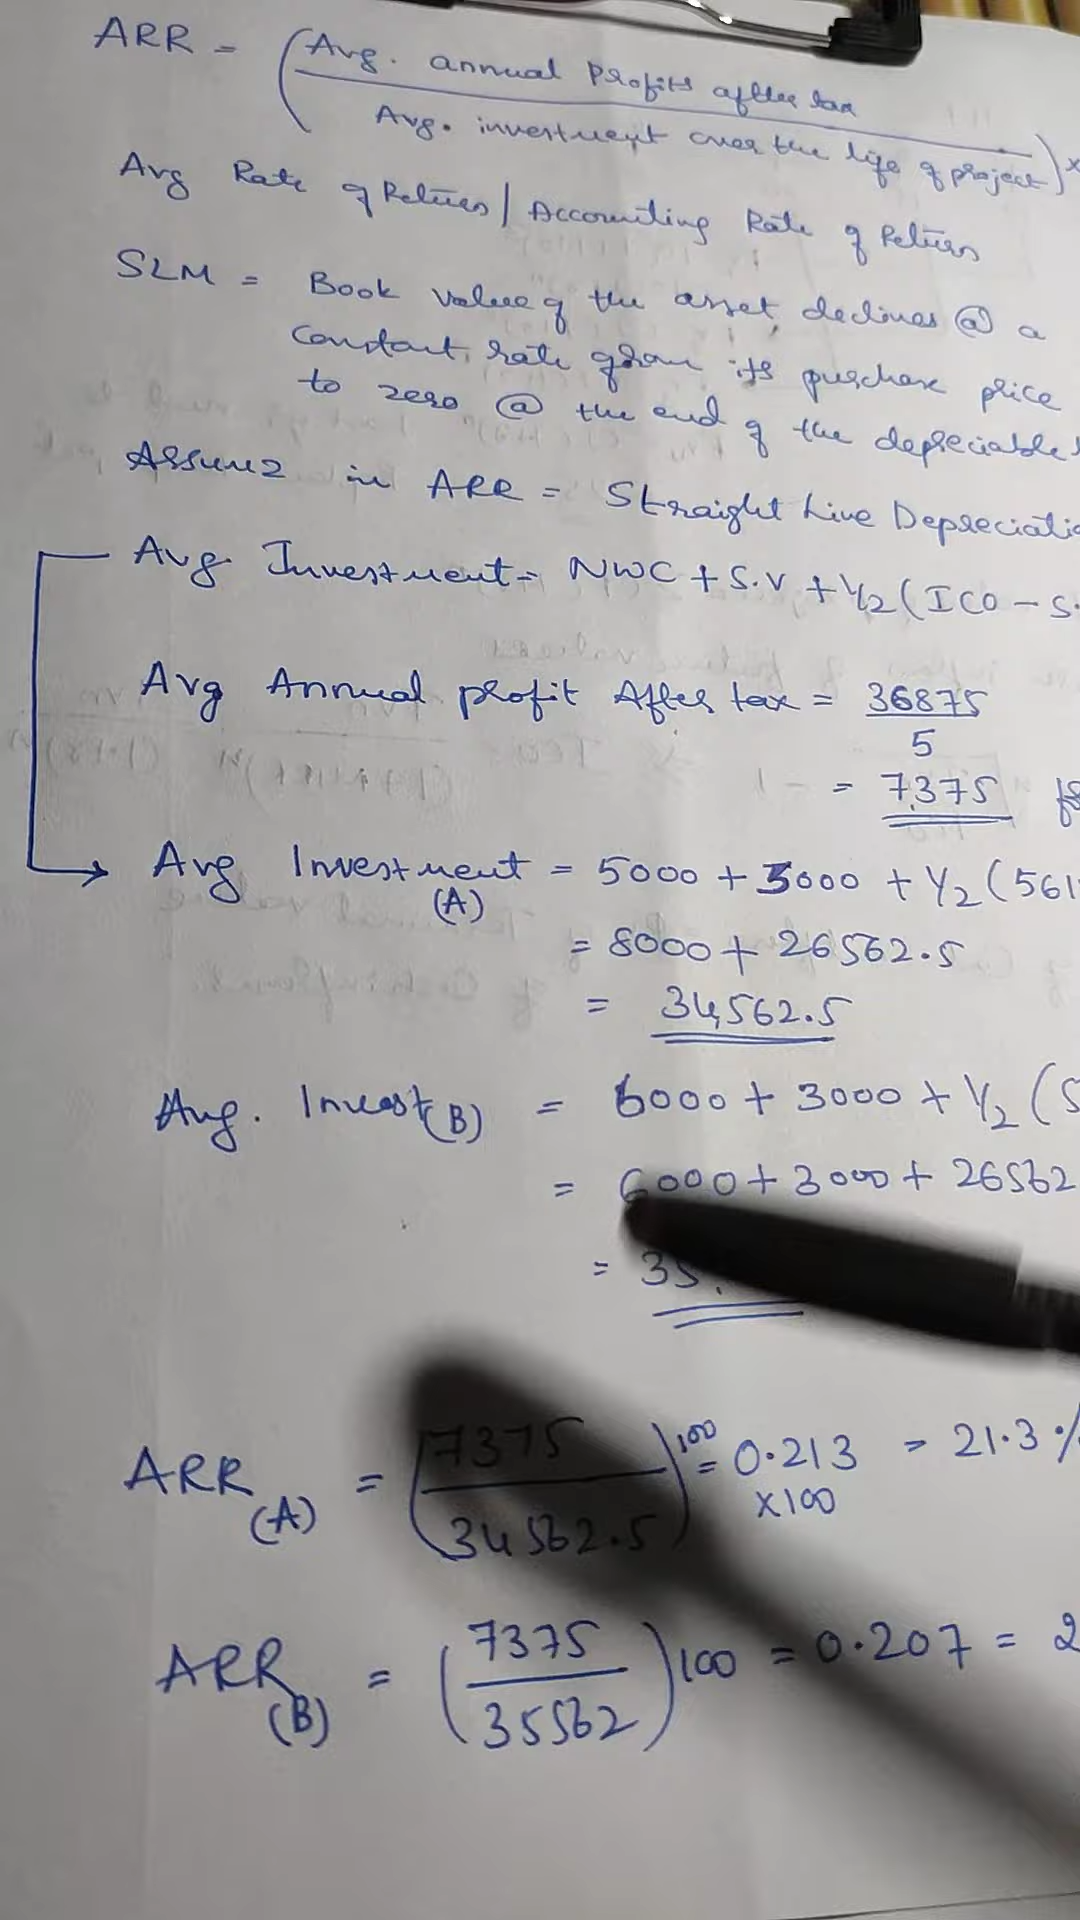 ARR = (Avg. annual Profits after tax
Avg. investment over the life of project) ×
Avg Rate of Return / Accounting Rate of Return
SLM = Book value of the asset declines @ a
constant rate from its purchase price
to zero @ the end of the depreciable
Assume in ARR = Straight Line Depreciatio
Avg. Investment = NWC + S.V + 1/2 (ICO - S.
Avg Annual profit After tax = 36875
5
= 7375
Avg Investment = 5000 + 3000 + 1/2 (561
(A)
= 8000 + 26562.5
= 34,562.5
Avg. Invest (B) = 6000 + 3000 + 1/2 (5
= 6000 + 3000 + 26562
= 35,
ARR (A) = (7375 / 34562.5) 100 = 0.213 = 21.3%
×100
ARR (B) = (7375 / 35562) 100 = 0.207 = 2